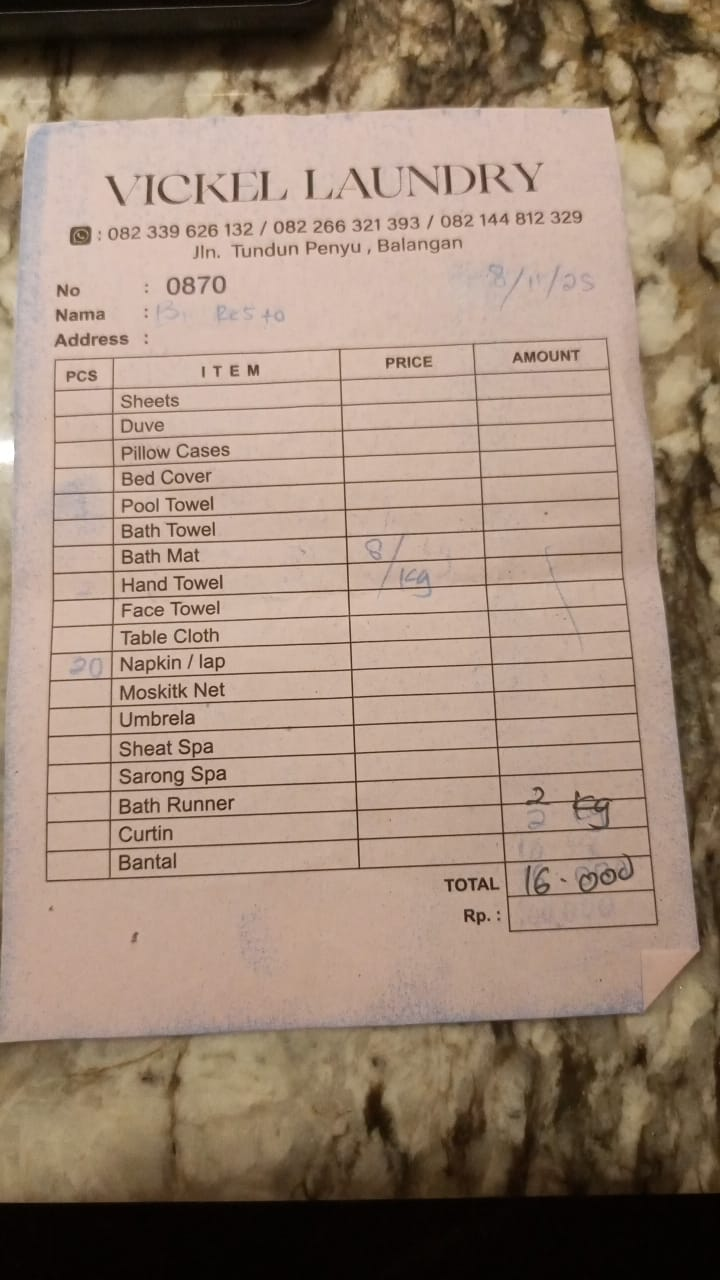 VICKEL LAUNDRY
: 082 339 626 132 / 082 266 321 393 / 082 144 812 329
Jln. Tundun Penyu , Balangan
No : 0870
8/11/25
Nama : Resto
Address :
PCS ITEM PRICE AMOUNT
Sheets
Duve
Pillow Cases
Bed Cover
Pool Towel
Bath Towel
Bath Mat 8/
Hand Towel kg
Face Towel
Table Cloth
20 Napkin / lap
Moskitk Net
Umbrela
Sheat Spa
Sarong Spa
Bath Runner 2 kg
Curtin
Bantal
TOTAL 16.000
Rp. :